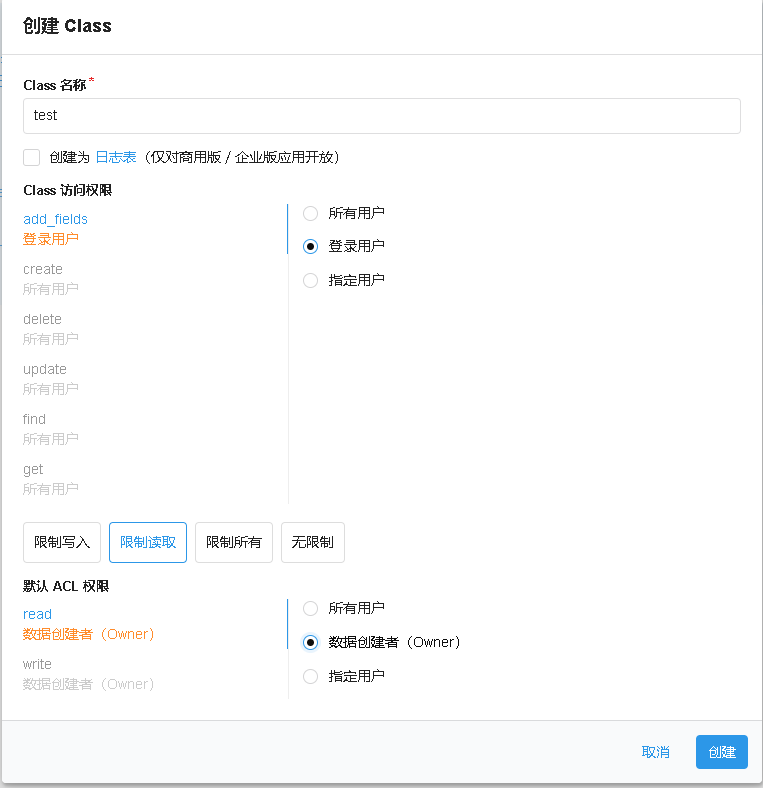 创建 Class
Class 名称*
test
创建为 日志表（仅对商用版 / 企业版应用开放）
Class 访问权限
add_fields
登录用户
create
所有用户
delete
所有用户
update
所有用户
find
所有用户
get
所有用户
所有用户
登录用户
指定用户
限制写入 限制读取 限制所有 无限制
默认 ACL 权限
read
数据创建者（Owner）
write
数据创建者（Owner）
所有用户
数据创建者（Owner）
指定用户
取消 创建